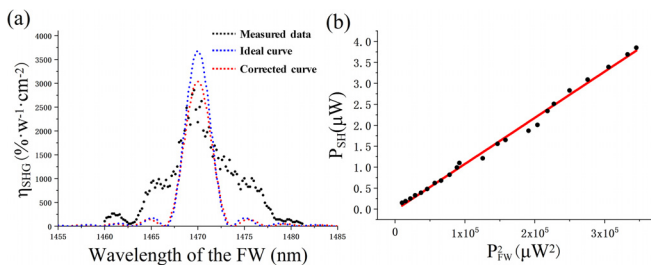 (a)
4000
3500
3000
2500
2000
1500
1000
500
0
η_SHG (%·w⁻¹·cm⁻²)
Measured data
Ideal curve
Corrected curve
1455 1460 1465 1470 1475 1481 1485
Wavelength of the FW (nm)
(b)
4.0
3.5
3.0
2.5
2.0
1.5
1.0
0.5
0.0
P_SH(μW)
0 1x10⁵ 2x10⁵ 3x10⁵
P²_FW(μW²)